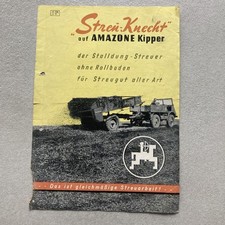 "Streu-Knecht"
auf AMAZONE Kipper
der Stalldung-Streuer
ohne Rollboden
für Streugut aller Art
Das ist gleichmäßige Streuarbeit!